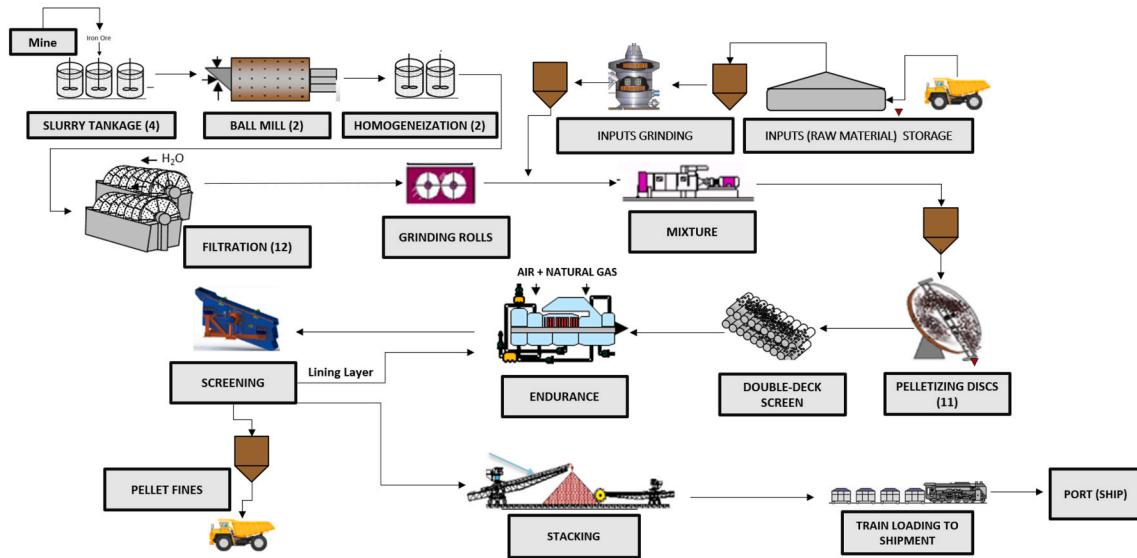 Mine
Iron Ore
SLURRY TANKAGE (4)
BALL MILL (2)
HOMOGENEIZATION (2)
INPUTS GRINDING
INPUTS (RAW MATERIAL) STORAGE
H2O
FILTRATION (12)
GRINDING ROLLS
MIXTURE
AIR + NATURAL GAS
SCREENING
Lining Layer
ENDURANCE
DOUBLE-DECK
SCREEN
PELLETIZING DISCS
(11)
PELLET FINES
STACKING
TRAIN LOADING TO
SHIPMENT
PORT (SHIP)